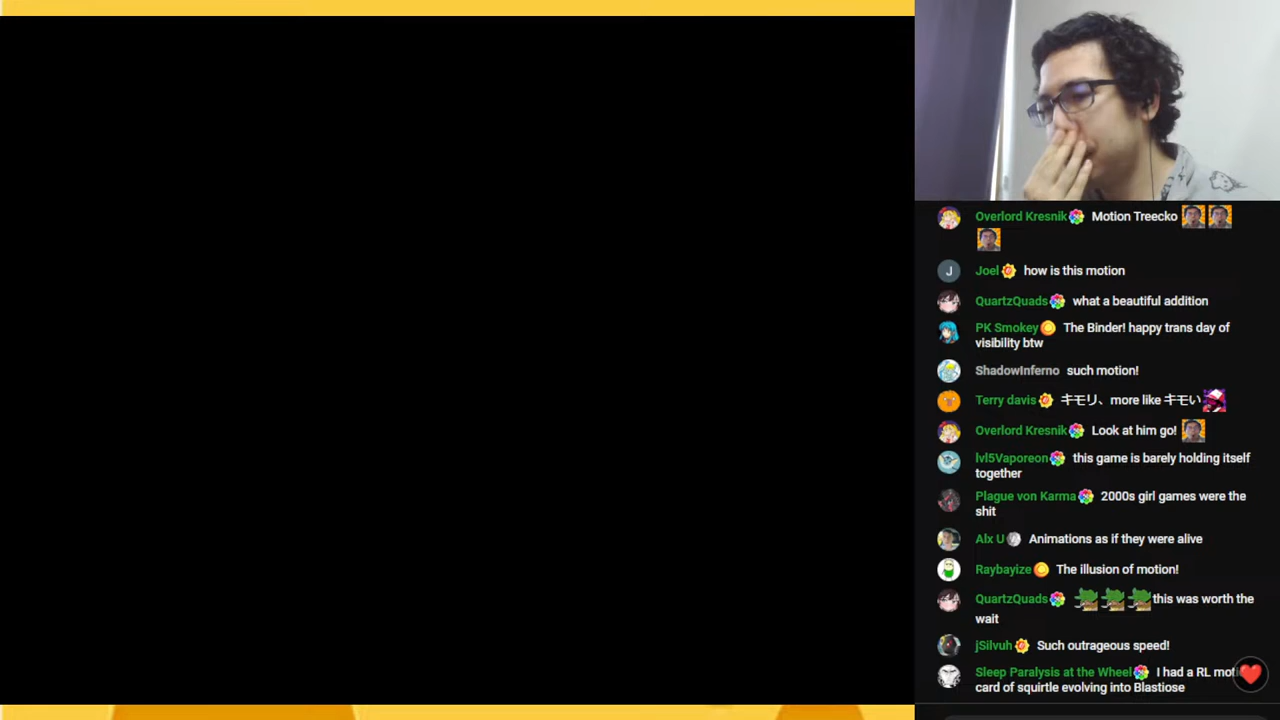 Overlord Kresnik Motion Treecko
J Joel how is this motion
QuartzQuads what a beautiful addition
PK Smokey The Binder! happy trans day of
visibility btw
ShadowInferno such motion!
Terry davis キモリ、more like キモい
Overlord Kresnik Look at him go!
lvl5Vaporeon this game is barely holding itself
together
Plague von Karma 2000s girl games were the
shit
Alx U Animations as if they were alive
Raybayize The illusion of motion!
QuartzQuads this was worth the
wait
jSilvuh Such outrageous speed!
Sleep Paralysis at the Wheel I had a RL
card of squirtle evolving into Blastiose